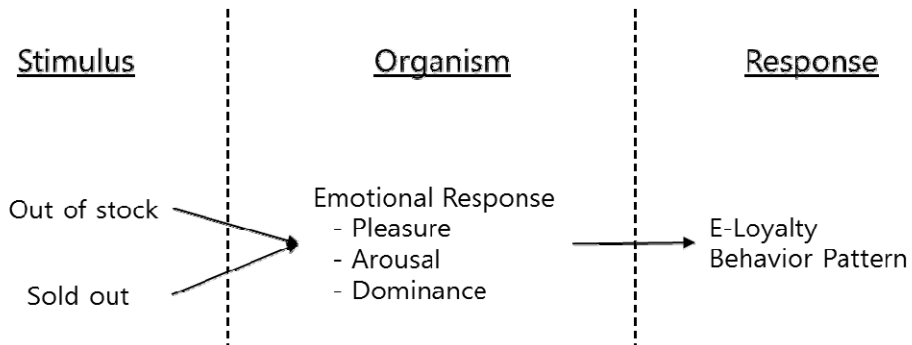 Stimulus
Organism
Response
Out of stock
Sold out
Emotional Response
- Pleasure
- Arousal
- Dominance
E-Loyalty
Behavior Pattern